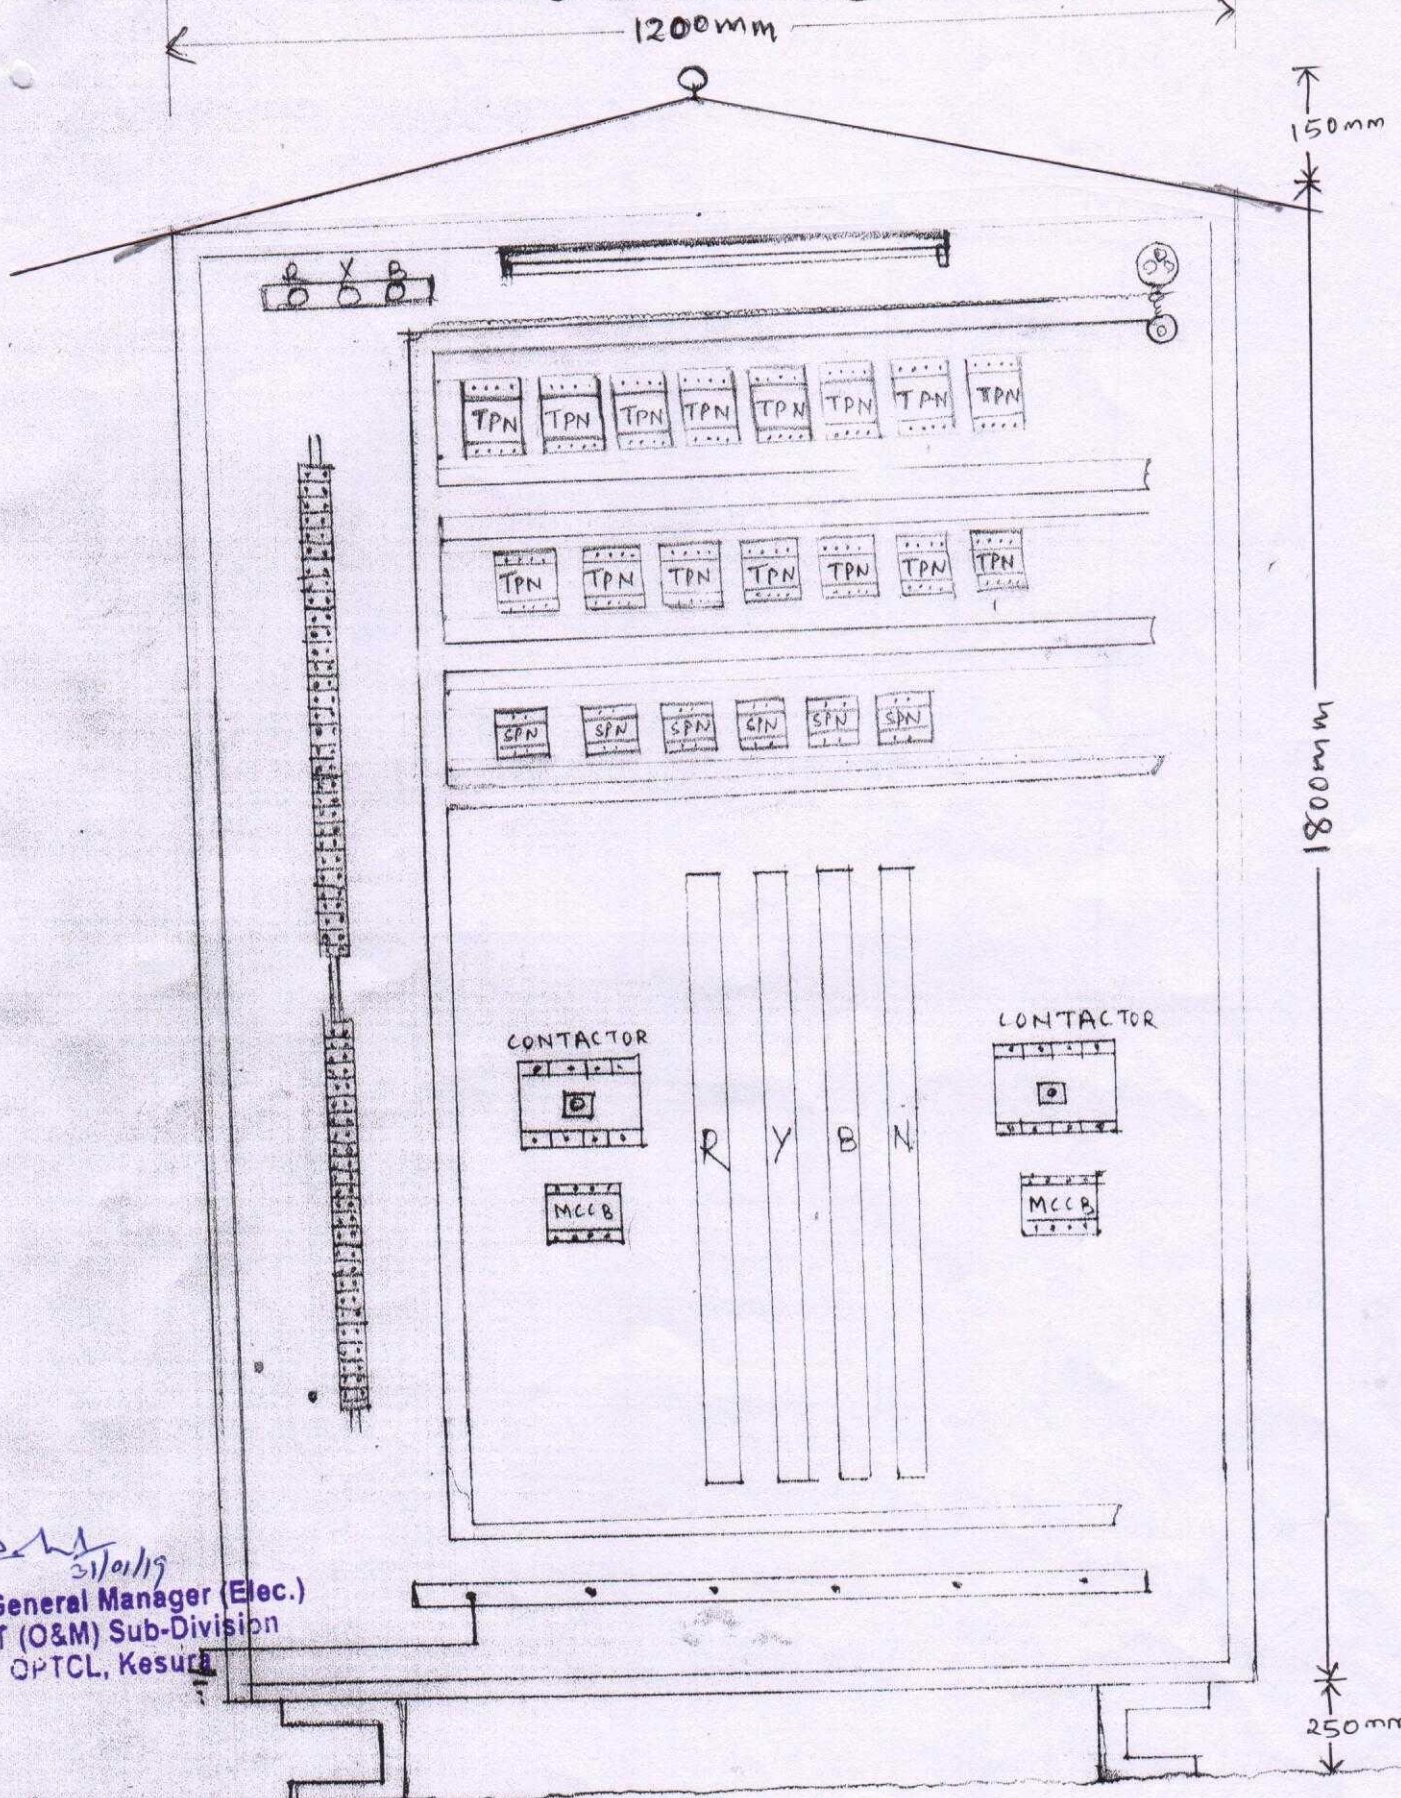 1200mm
150mm
R Y B
TPN TPN TPN TPN TPN TPN TPN TPN
TPN TPN TPN TPN TPN TPN TPN
SPN SPN SPN SPN SPN SPN
1800mm
CONTACTOR
CONTACTOR
R Y B N
MCCB
MCCB
31/01/19
General Manager (Elec.)
T (O&M) Sub-Division
OPTCL, Kesura
250mm